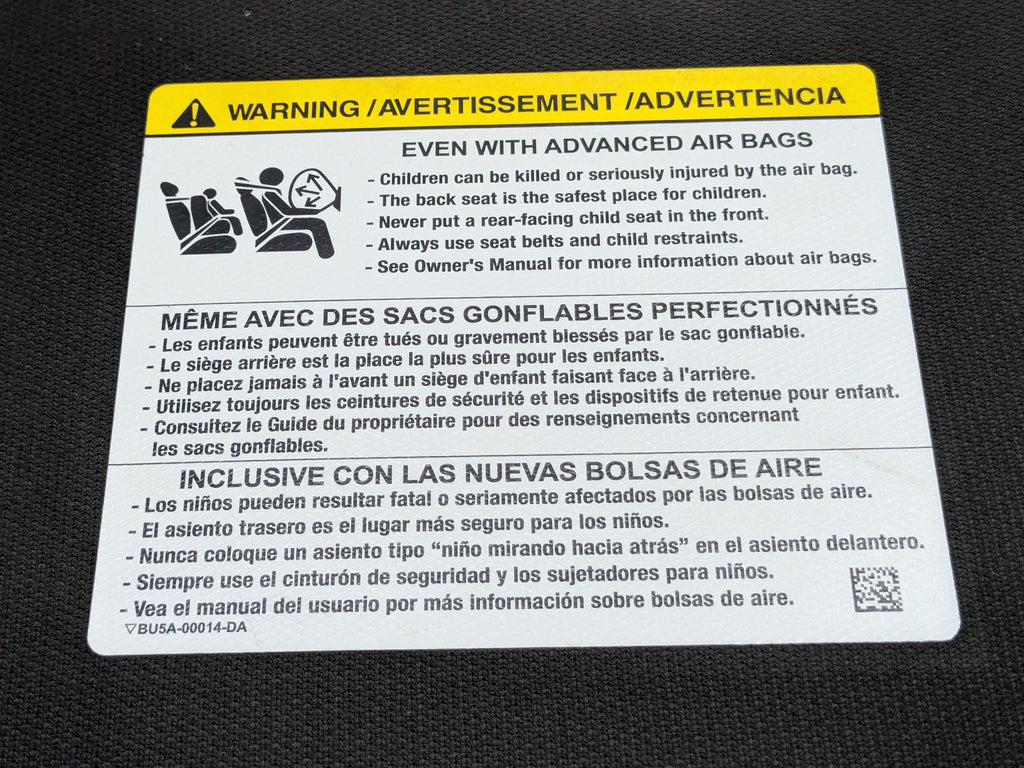 WARNING /AVERTISSEMENT /ADVERTENCIA
EVEN WITH ADVANCED AIR BAGS
- Children can be killed or seriously injured by the air bag.
- The back seat is the safest place for children.
- Never put a rear-facing child seat in the front.
- Always use seat belts and child restraints.
- See Owner's Manual for more information about air bags.
MÊME AVEC DES SACS GONFLABLES PERFECTIONNÉS
- Les enfants peuvent être tués ou gravement blessés par le sac gonflable.
- Le siège arrière est la place la plus sûre pour les enfants.
- Ne placez jamais à l'avant un siège d'enfant faisant face à l'arrière.
- Utilisez toujours les ceintures de sécurité et les dispositifs de retenue pour enfant.
- Consultez le Guide du propriétaire pour des renseignements concernant
les sacs gonflables.
INCLUSIVE CON LAS NUEVAS BOLSAS DE AIRE
- Los niños pueden resultar fatal o seriamente afectados por las bolsas de aire.
- El asiento trasero es el lugar más seguro para los niños.
- Nunca coloque un asiento tipo “niño mirando hacia atrás” en el asiento delantero.
- Siempre use el cinturón de seguridad y los sujetadores para niños.
- Vea el manual del usuario por más información sobre bolsas de aire.
▽BU5A-00014-DA